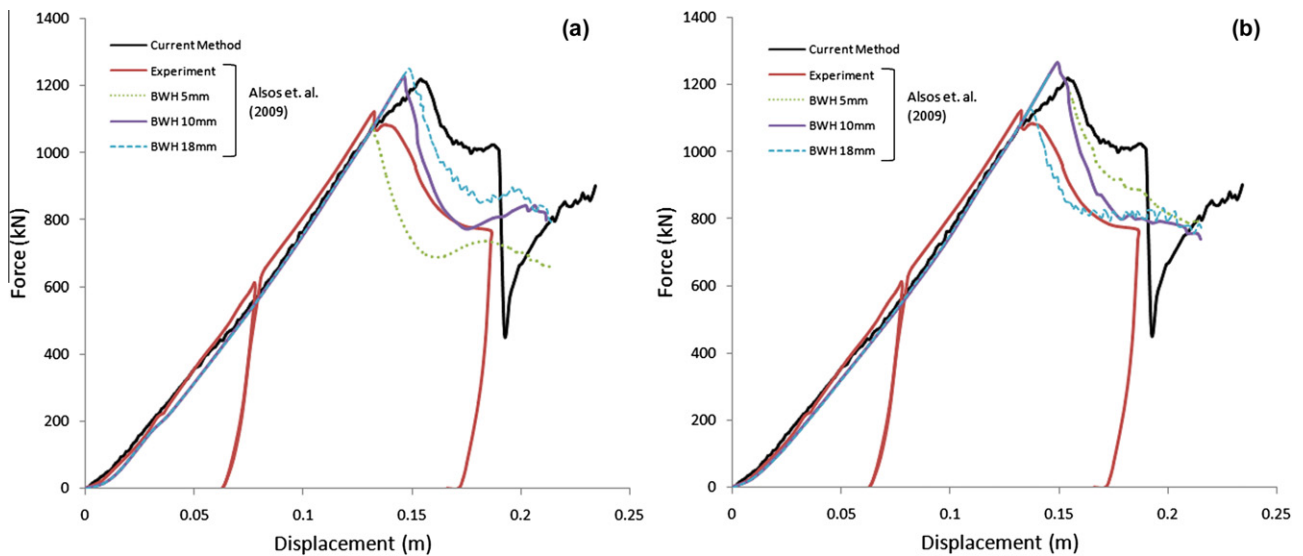 (a)
Current Method
Experiment
BWH 5mm
BWH 10mm
BWH 18mm
Alsos et. al.
(2009)
Force (kN)
1400
1200
1000
800
600
400
200
0
0
0.05
0.1
0.15
0.2
0.25
Displacement (m)
(b)
Current Method
Experiment
BWH 5mm
BWH 10mm
BWH 18mm
Alsos et. al.
(2009)
Force (kN)
1400
1200
1000
800
600
400
200
0
0
0.05
0.1
0.15
0.2
0.25
Displacement (m)